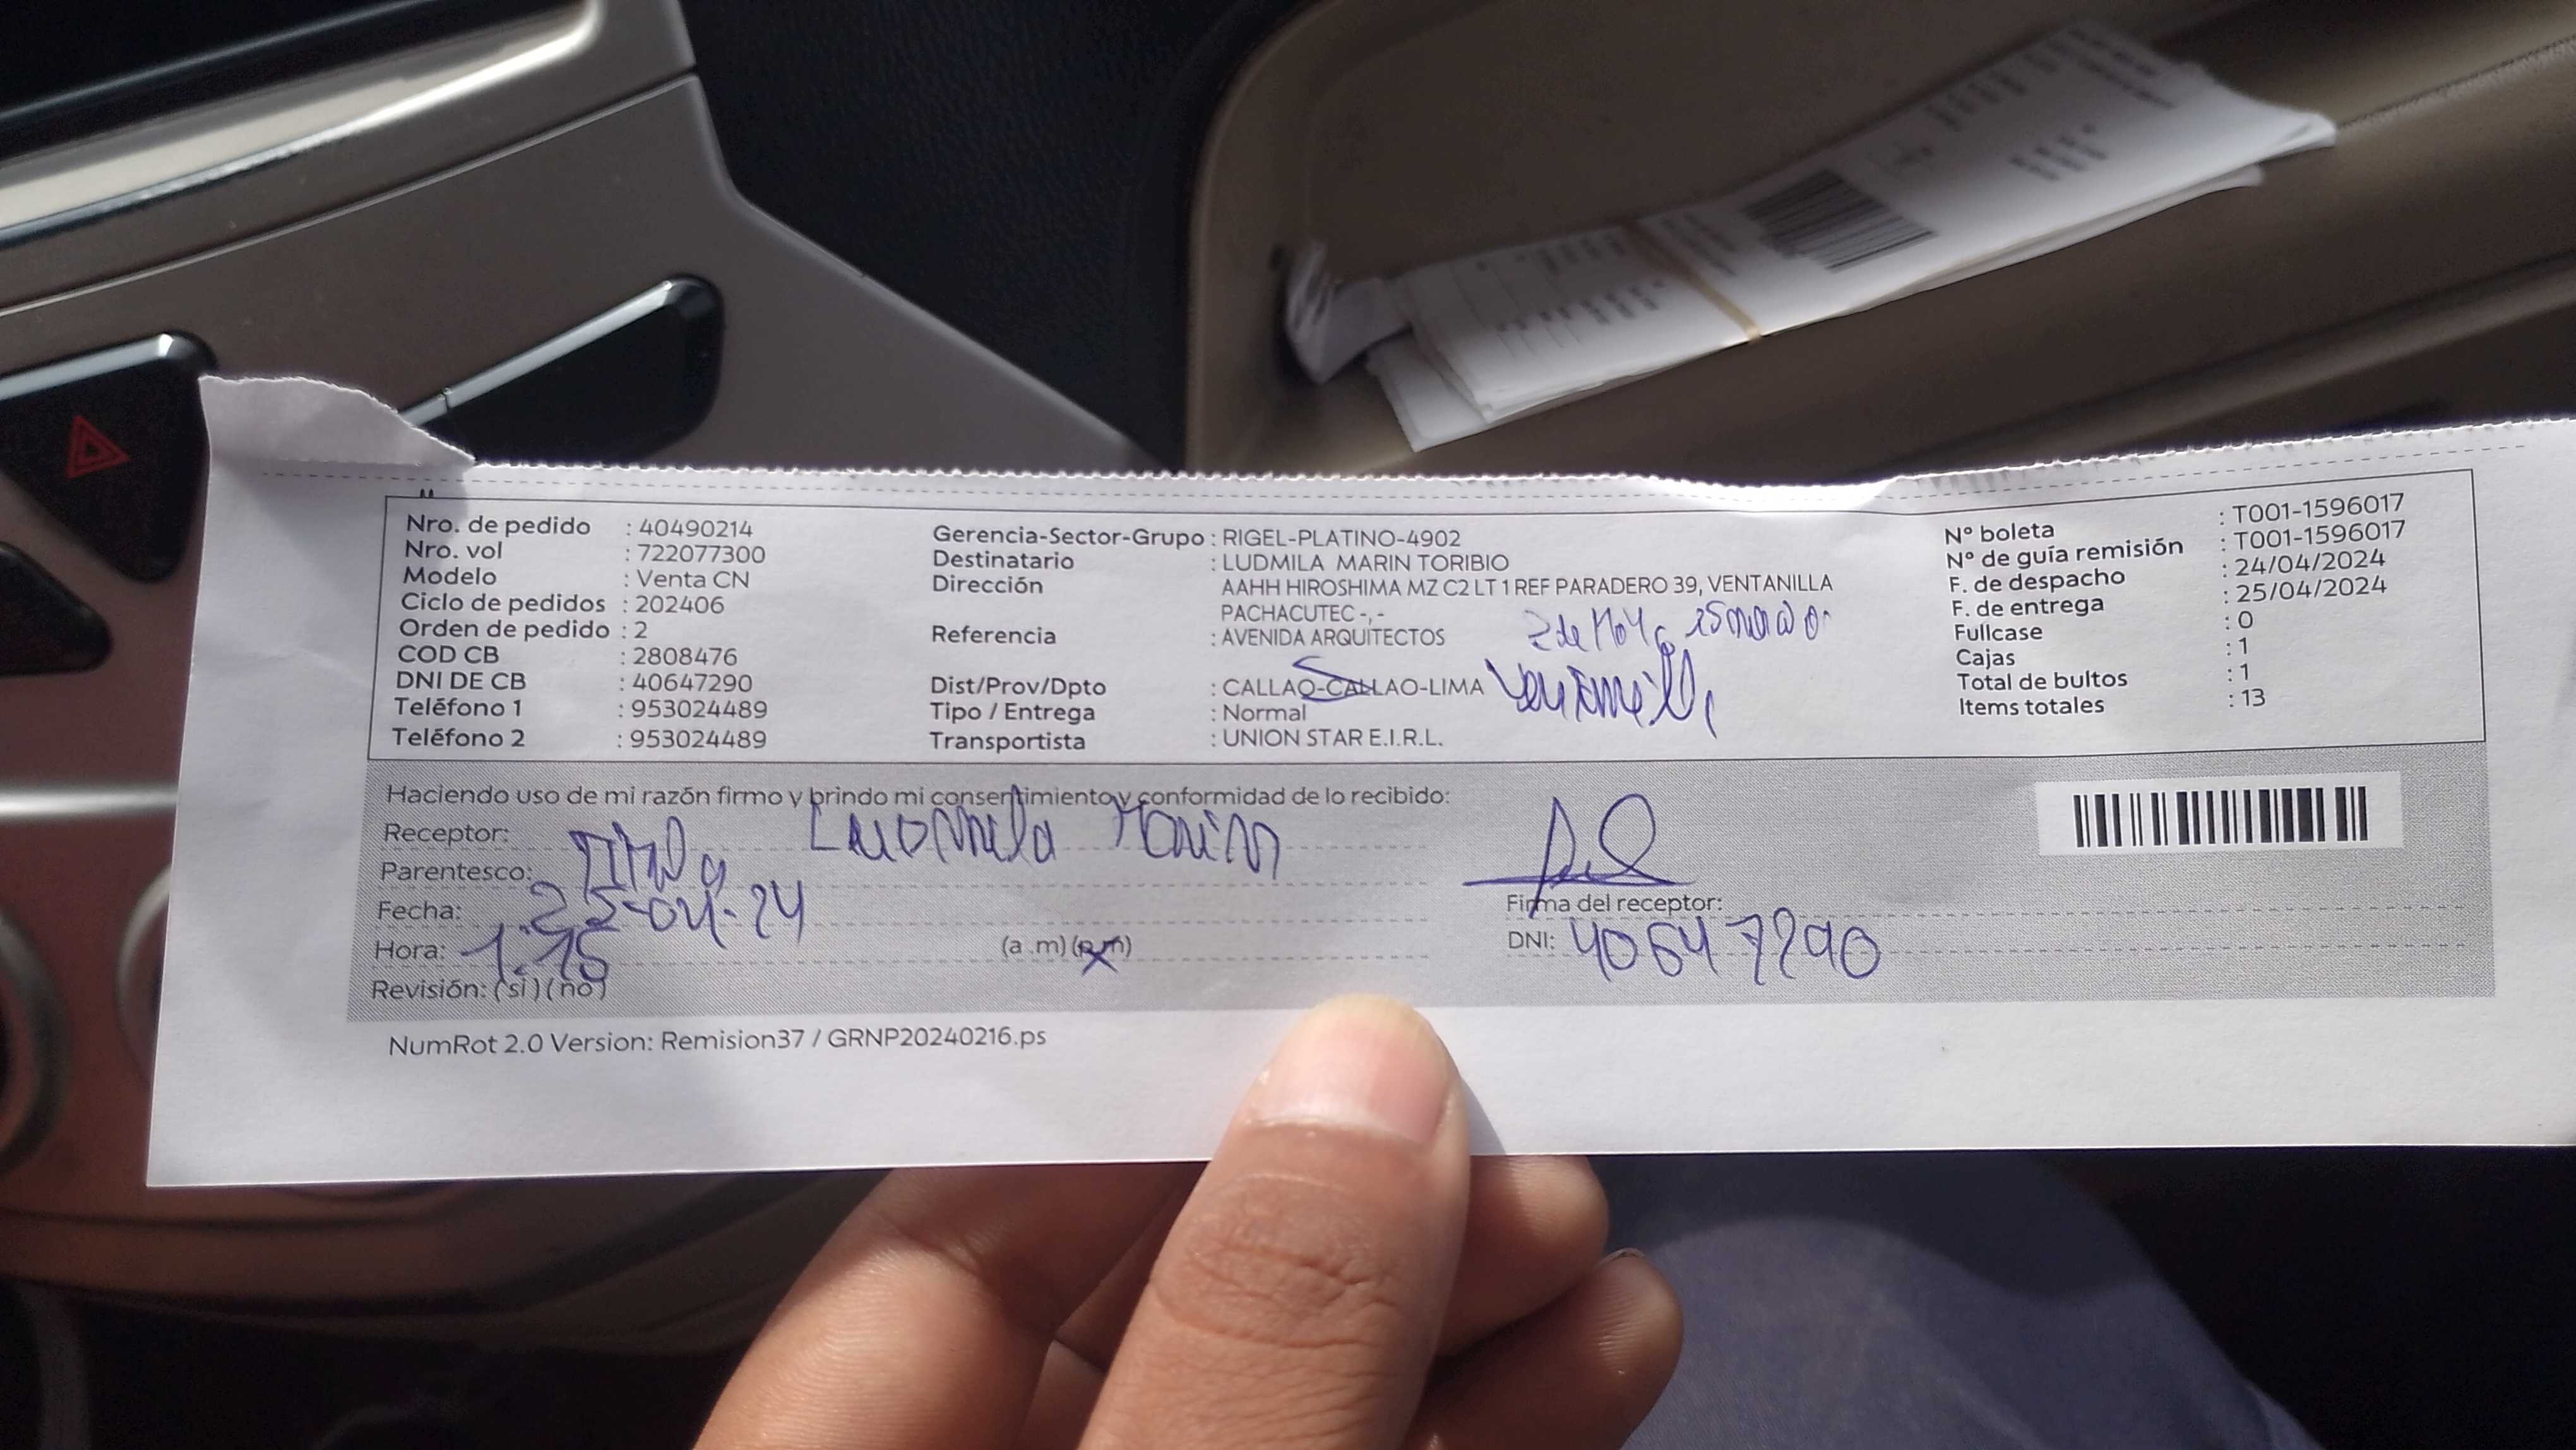 Nro. de pedido : 40490214
Nro. vol : 722077300
Modelo : Venta CN
Ciclo de pedidos : 202406
Orden de pedido : 2
COD CB : 2808476
DNI DE CB : 40647290
Teléfono 1 : 953024489
Teléfono 2 : 953024489
Gerencia-Sector-Grupo : RIGEL-PLATINO-4902
Destinatario : LUDMILA MARIN TORIBIO
Dirección : AAHH HIROSHIMA MZ C2 LT 1 REF PARADERO 39, VENTANILLA
PACHACUTEC -,-
Referencia : AVENIDA ARQUITECTOS
2 de
Dist/Prov/Dpto : CALLAO-CALLAO-LIMA
Tipo / Entrega : Normal
Transportista : UNION STAR E.I.R.L.
N° boleta : T001-1596017
N° de guía remisión : T001-1596017
F. de despacho : 24/04/2024
F. de entrega : 25/04/2024
Fullcase : 0
Cajas : 1
Total de bultos : 1
Items totales : 13
Haciendo uso de mi razón firmo y brindo mi consentimiento y conformidad de lo recibido:
Receptor: Ludmila Marin
Parentesco:
Fecha: 25-04-24
Hora: 1.15 (a .m) (p.m)
Revisión: (si) (no)
Firma del receptor:
DNI: 40647290
NumRot 2.0 Version: Remision37 / GRNP20240216.ps